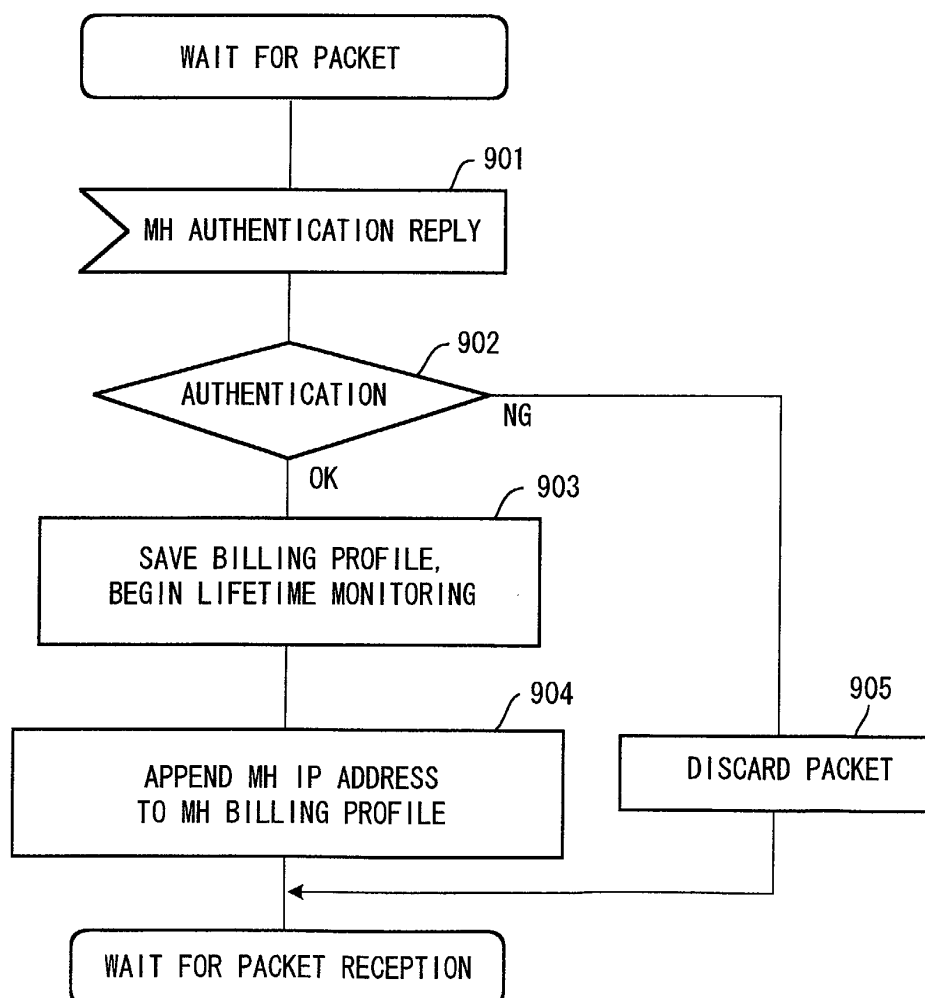 WAIT FOR PACKET
901
MH AUTHENTICATION REPLY
902
AUTHENTICATION
NG
OK
903
SAVE BILLING PROFILE,
BEGIN LIFETIME MONITORING
904
APPEND MH IP ADDRESS
TO MH BILLING PROFILE
905
DISCARD PACKET
WAIT FOR PACKET RECEPTION